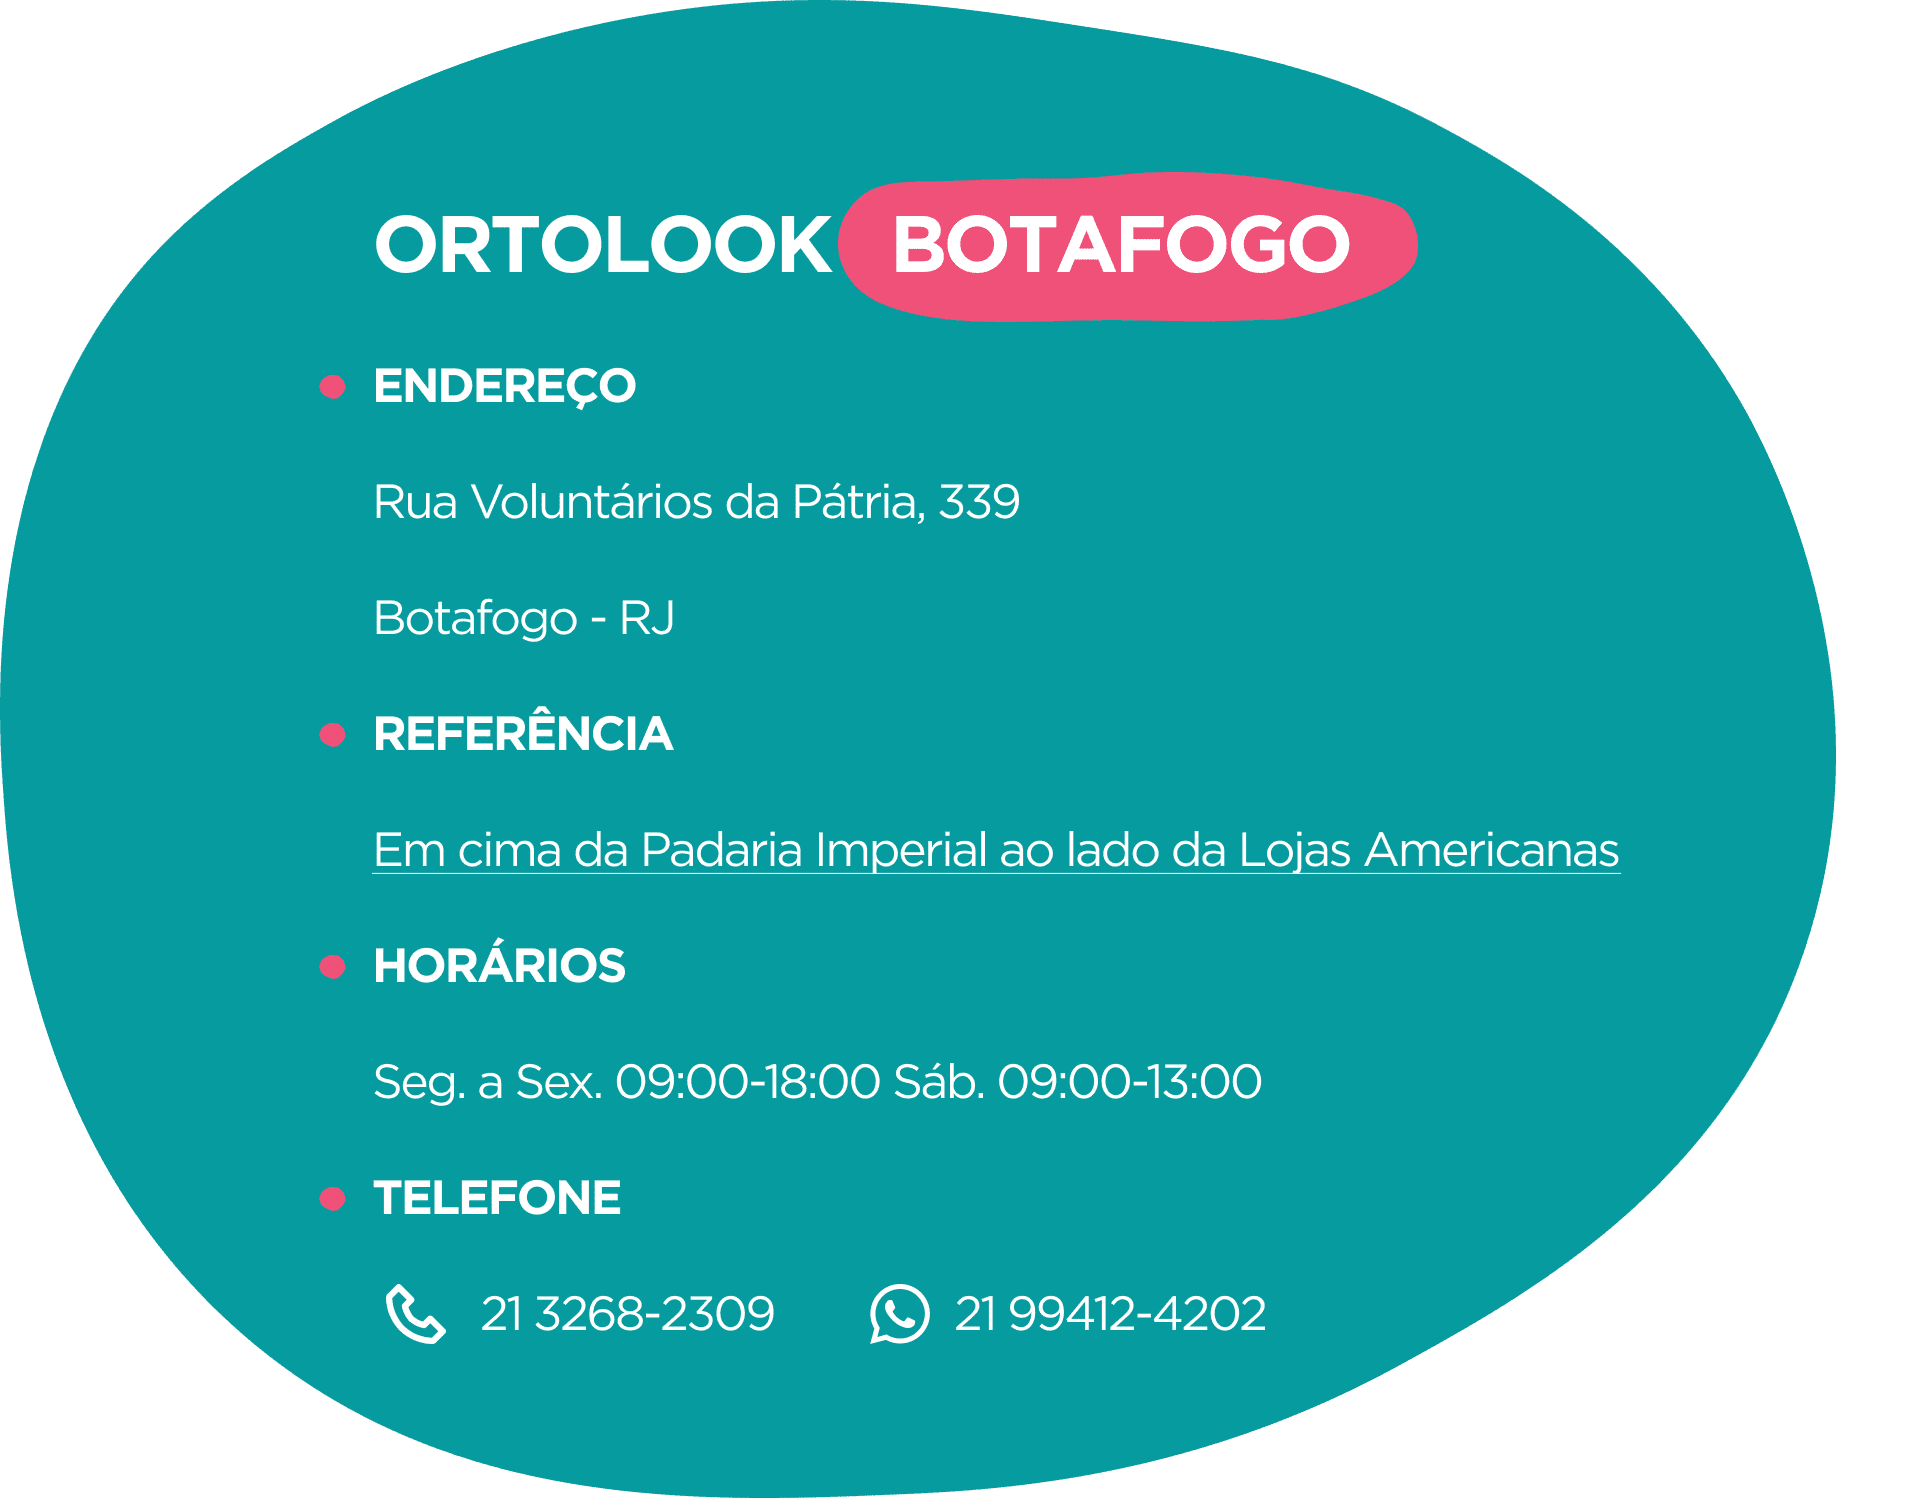 ORTOLOOK BOTAFOGO
ENDEREÇO
Rua Voluntários da Pátria, 339
Botafogo - RJ
REFERÊNCIA
Em cima da Padaria Imperial ao lado da Lojas Americanas
HORÁRIOS
Seg. a Sex. 09:00-18:00 Sáb. 09:00-13:00
TELEFONE
21 3268-2309 21 99412-4202